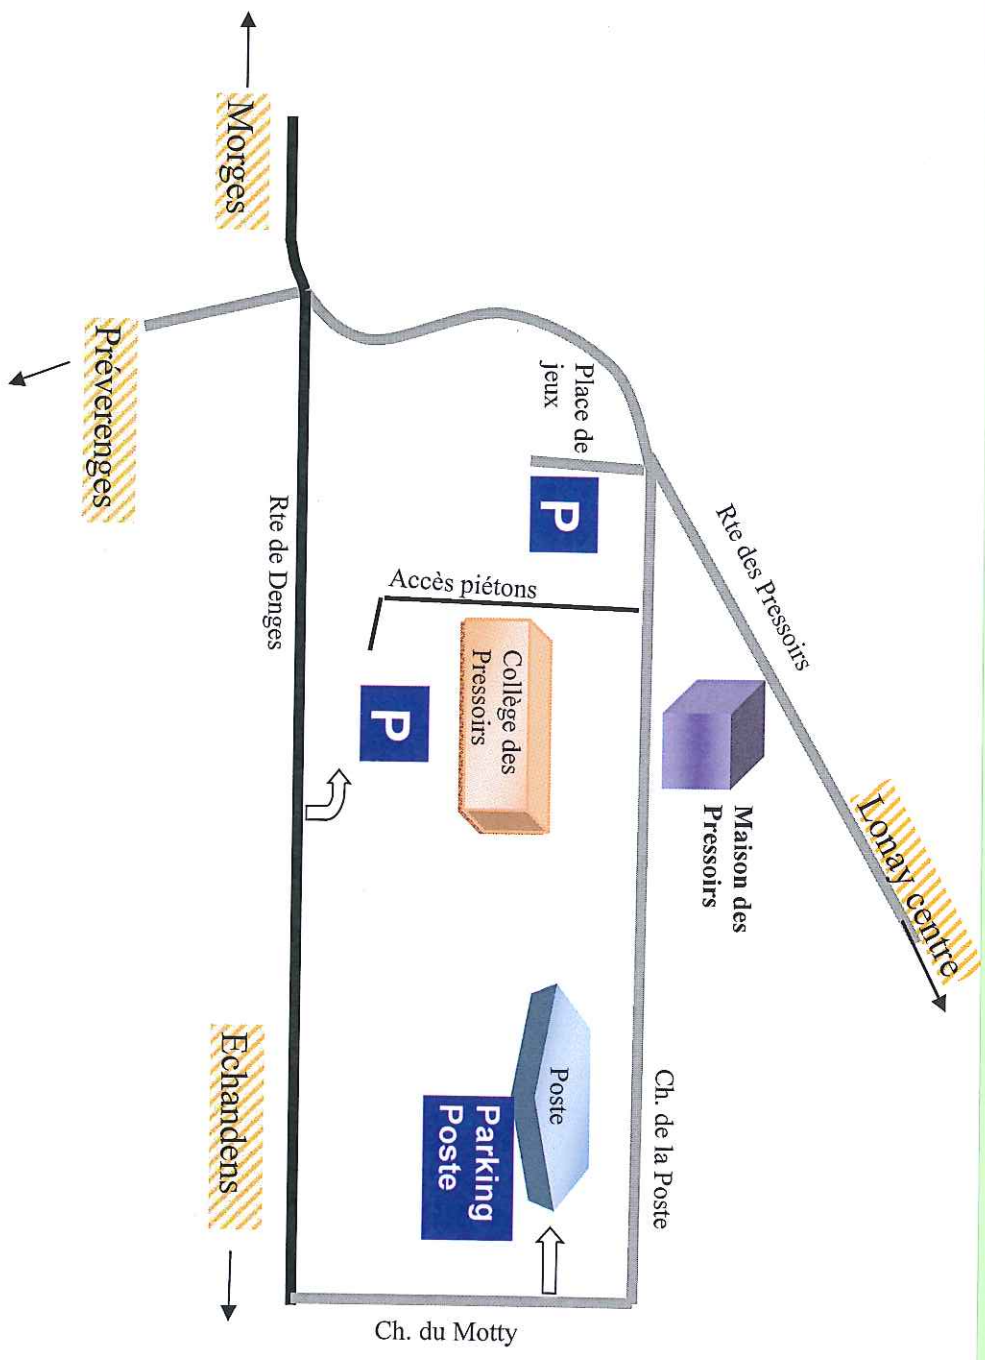 Lonay centre
Rte des Pressoirs
Maison des
Pressoirs
Ch. de la Poste
Place de
jeux
P
Accès piétons
Collège des
Pressoirs
P
Poste
Parking
Poste
Ch. du Motty
Rte de Denges
Morges
Préverenges
Echandens